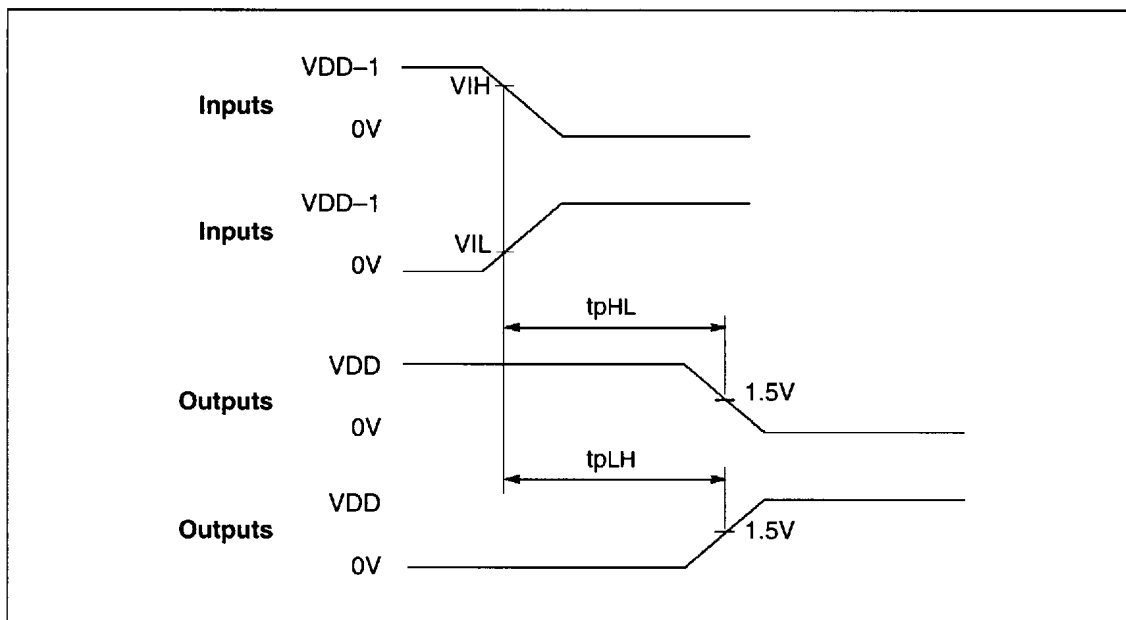 VDD–1
VIH
Inputs
0V
VDD–1
Inputs
VIL
0V
tpHL
VDD
1.5V
Outputs
0V
tpLH
VDD
1.5V
Outputs
0V